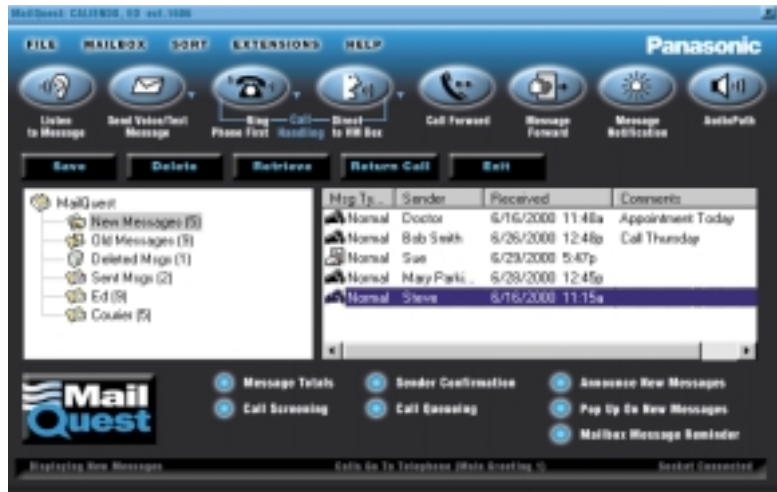 MailQuest: CALIENDO, ED ext.1606
FILE MAILBOX SORT EXTENSIONS HELP
Panasonic
Listen to Message
Send Voice/Text Message
Ring Phone First
Call Handling
Direct to VM Box
Call Forward
Message Forward
Message Notification
AudioPath
Save Delete Retrieve Return Call Exit
MailQuest
New Messages (5)
Old Messages (9)
Deleted Msgs (1)
Sent Msgs (2)
Ed (9)
Courier (5)
Msg Ty... Sender Received Comments
Normal Doctor 6/16/2000 11:40a Appointment Today
Normal Bob Smith 6/26/2000 12:48p Call Thursday
Normal Sue 6/29/2000 5:47p
Normal Mary Parki... 6/28/2000 12:45p
Normal Steve 6/16/2000 11:15a
Mail Quest
Message Totals Sender Confirmation Announce New Messages
Call Screening Call Queueing Pop Up On New Messages
Mailbox Message Reminder
Displaying New Messages Calls Go To Telephone (Main Greeting 1) Socket Connected